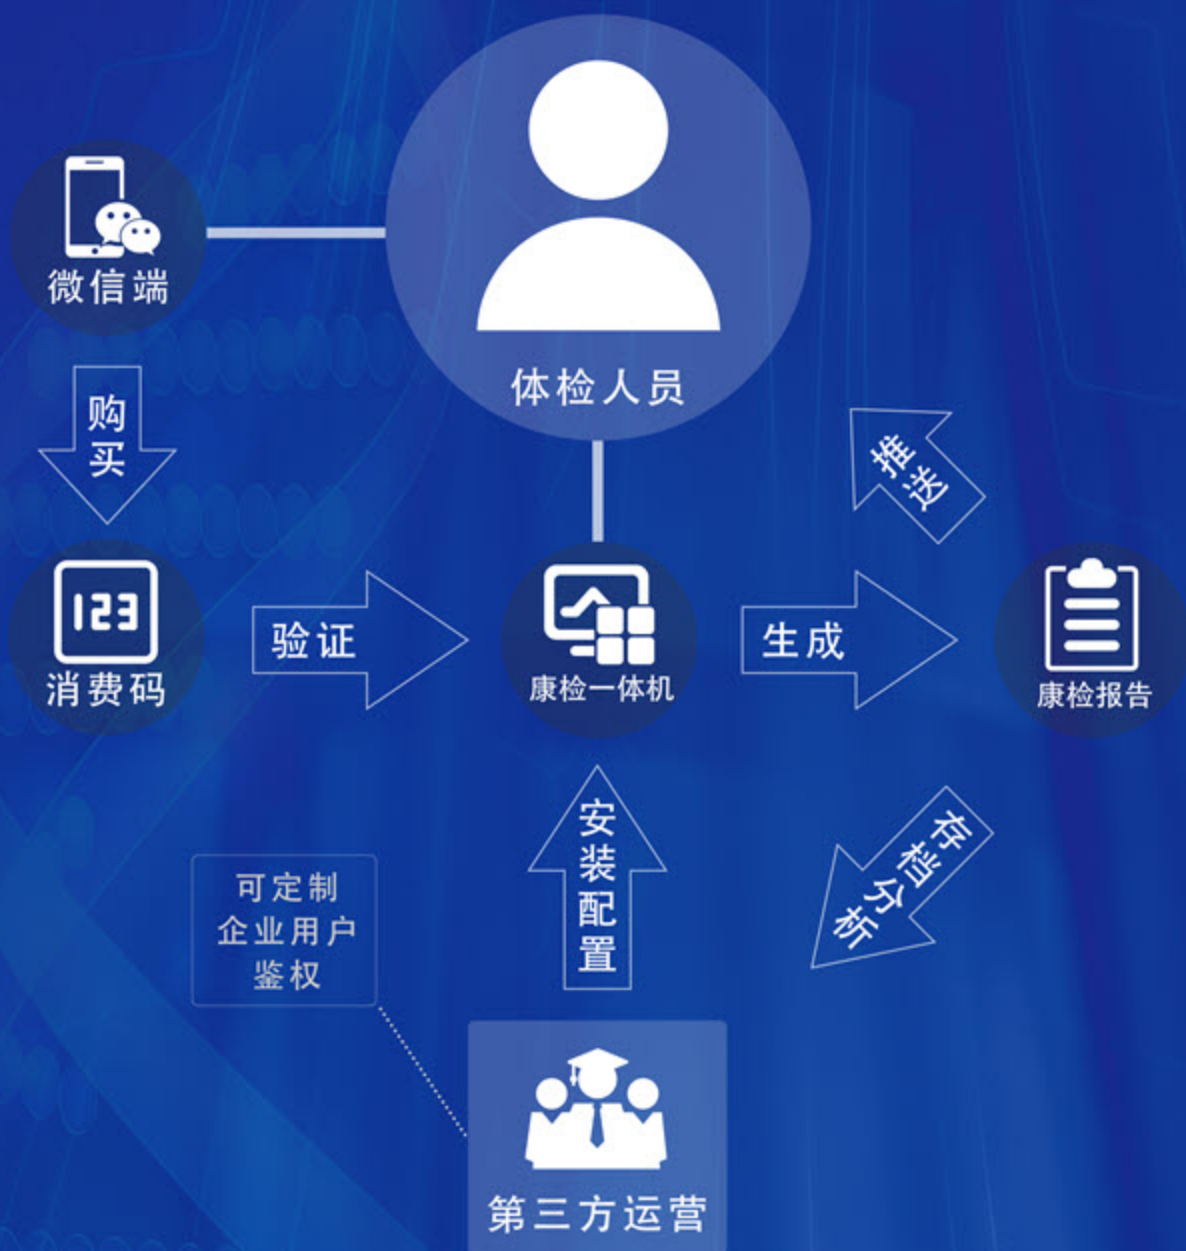 微信端
体检人员
购买
推送
123
消费码
验证
康检一体机
生成
康检报告
安装配置
存档分析
可定制
企业用户
鉴权
第三方运营